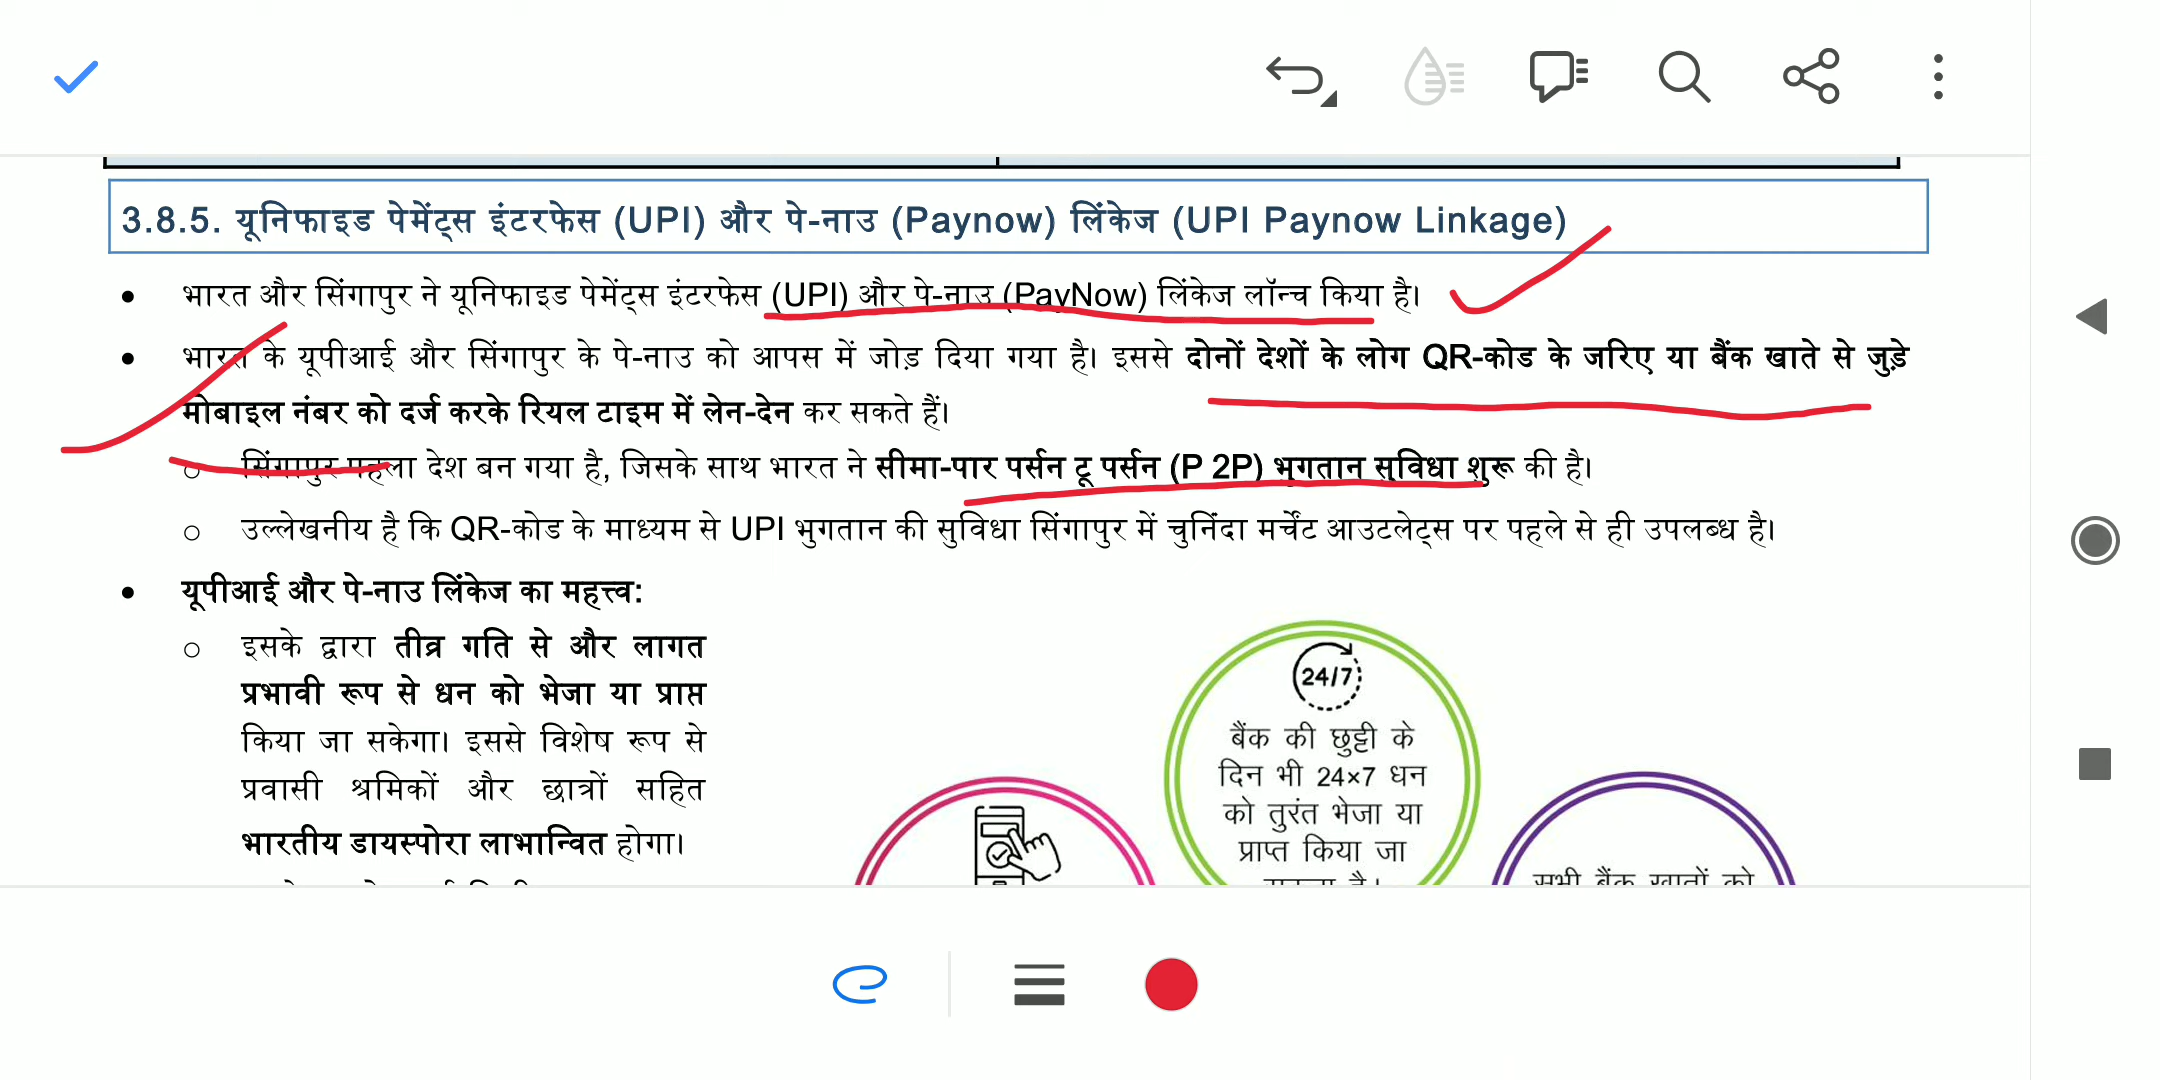 3.8.5. यूनिफाइड पेमेंट्स इंटरफेस (UPI) और पे-नाउ (Paynow) लिंकेज (UPI Paynow Linkage)
● भारत और सिंगापुर ने यूनिफाइड पेमेंट्स इंटरफेस (UPI) और पे-नाउ (PayNow) लिंकेज लॉन्च किया है।
● भारत के यूपीआई और सिंगापुर के पे-नाउ को आपस में जोड़ दिया गया है। इससे दोनों देशों के लोग QR-कोड के जरिए या बैंक खाते से जुड़े
मोबाइल नंबर को दर्ज करके रियल टाइम में लेन-देन कर सकते हैं।
○ सिंगापुर पहला देश बन गया है, जिसके साथ भारत ने सीमा-पार पर्सन टू पर्सन (P 2P) भुगतान सुविधा शुरू की है।
○ उल्लेखनीय है कि QR-कोड के माध्यम से UPI भुगतान की सुविधा सिंगापुर में चुनिंदा मर्चेंट आउटलेट्स पर पहले से ही उपलब्ध है।
● यूपीआई और पे-नाउ लिंकेज का महत्त्व:
○ इसके द्वारा तीव्र गति से और लागत
प्रभावी रूप से धन को भेजा या प्राप्त
किया जा सकेगा। इससे विशेष रूप से
प्रवासी श्रमिकों और छात्रों सहित
भारतीय डायस्पोरा लाभान्वित होगा।
24/7
बैंक की छुट्टी के
दिन भी 24×7 धन
को तुरंत भेजा या
प्राप्त किया जा
सभी बैंक खातों को